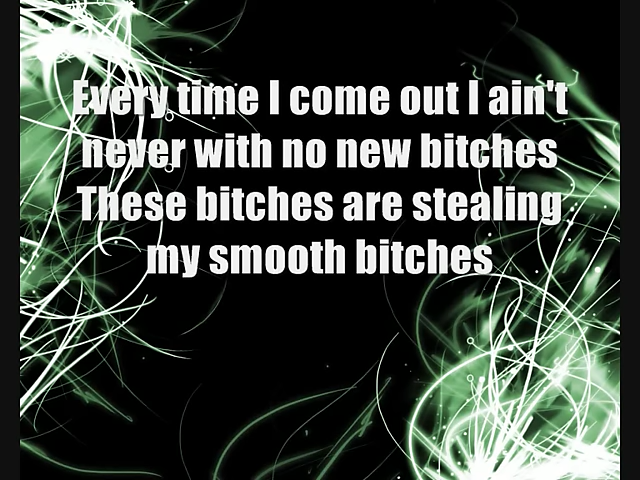 Every time I come out I ain't
never with no new bitches
These bitches are stealing
my smooth bitches